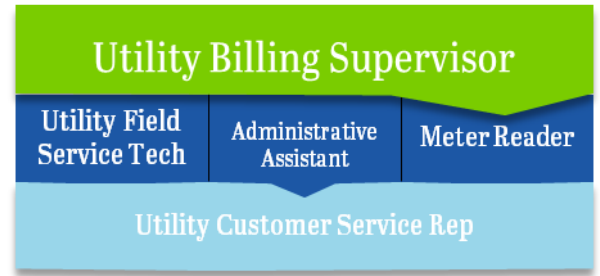 Utility Billing Supervisor
Utility Field
Service Tech
Administrative
Assistant
Meter Reader
Utility Customer Service Rep